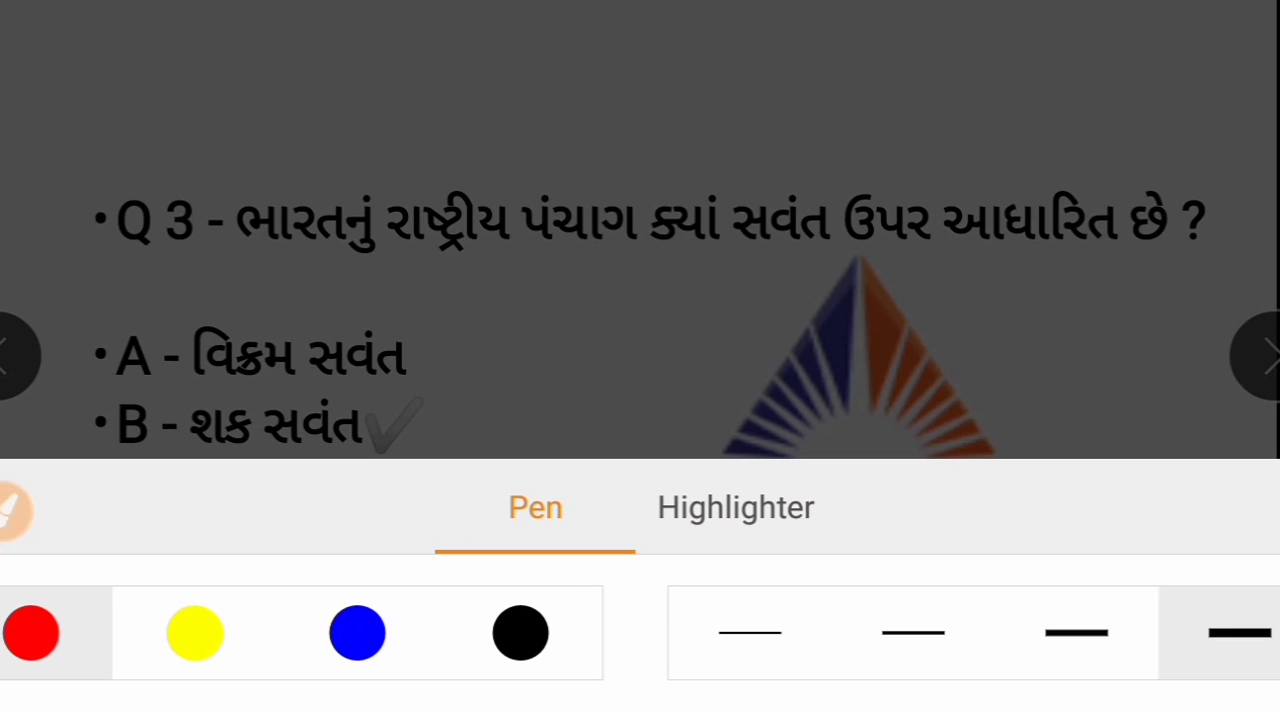 • Q 3 - ભારતનું રાષ્ટ્રીય પંચાગ ક્યાં સવંત ઉપર આધારિત છે ?
• A - વિક્રમ સવંત
• B - શક સવંત✓
Pen Highlighter